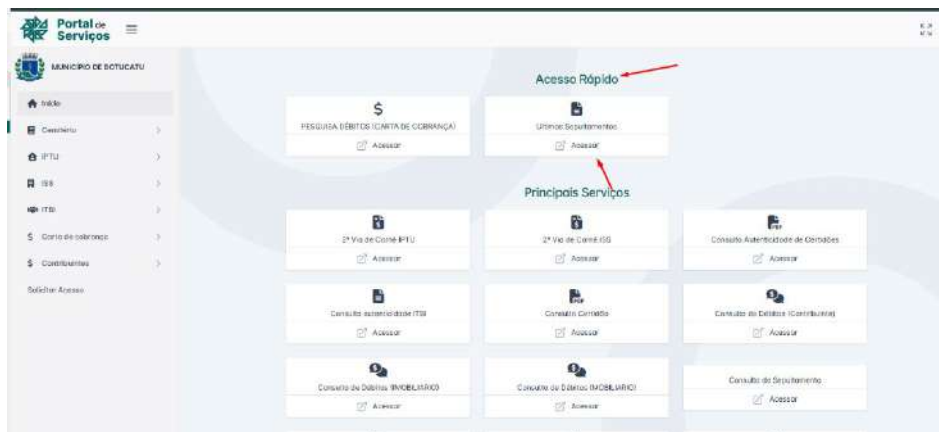 Portal de
Serviços
MUNICÍPIO DE BOTUCATU
Início
Cemitério
IPTU
ISS
ITBI
$ Carta de cobrança
$ Contribuintes
Solicitar Acesso
Acesso Rápido
PESQUISA DÉBITOS (CARTA DE COBRANÇA)
Acessar
Últimos Sepultamentos
Acessar
Principais Serviços
2ª Via de Carnê IPTU
Acessar
2ª Via de Carnê ISS
Acessar
Consulta Autenticidade de Certidões
Acessar
Consulta autenticidade ITBI
Acessar
Consulta Certidão
Acessar
Consulta de Débitos (Contribuinte)
Acessar
Consulta de Débitos (IMOBILIÁRIO)
Acessar
Consulta de Débitos (MOBILIÁRIO)
Acessar
Consulta de Sepultamento
Acessar